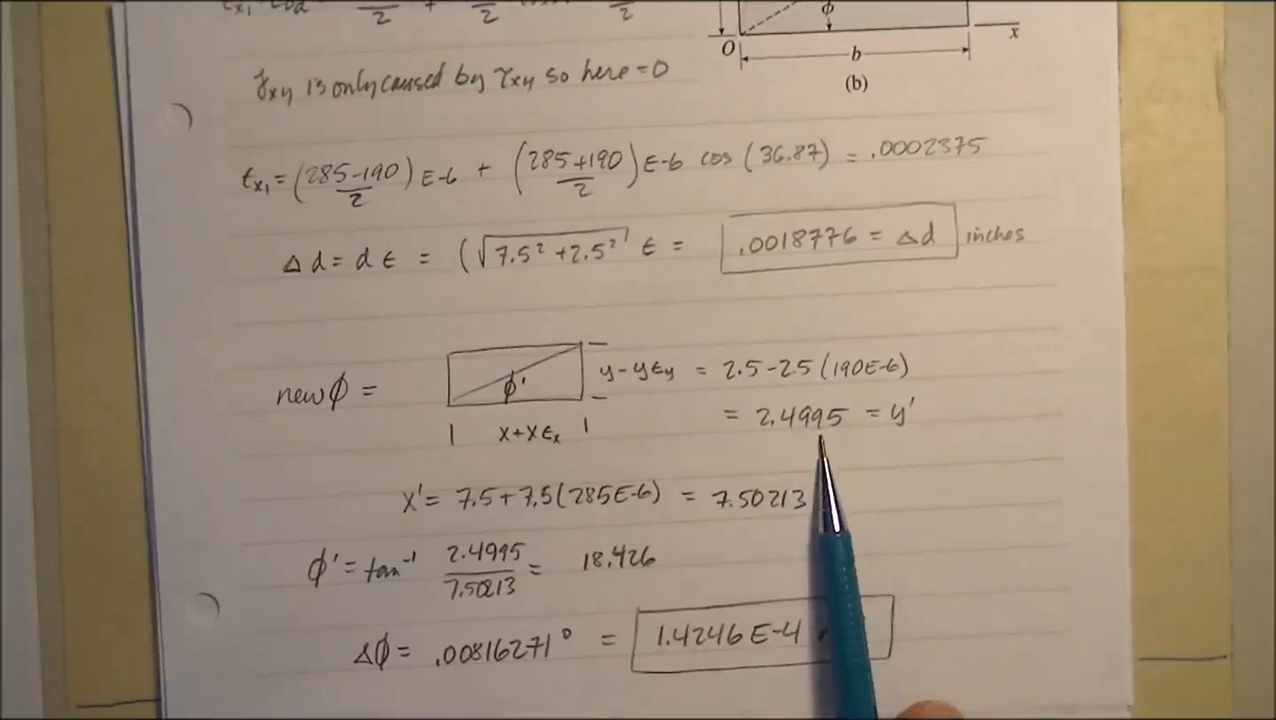 2 + 2 2
ϕ
O x
b
(b)
γxy is only caused by τxy so here = 0
εx₁ = (285-190)/2 E-6 + (285+190)/2 E-6 cos (36.87) = .0002375
Δd = dε = (√7.5² + 2.5² ε = .0018776 = Δd inches
new ϕ = ϕ' y - yεy = 2.5 - 2.5 (190E-6)
x + xεx = 2.4995 = y'
x' = 7.5 + 7.5 (285E-6) = 7.50213
ϕ' = tan⁻¹ 2.4995/7.50213 = 18.426
Δϕ = .00816271° = 1.4246 E-4